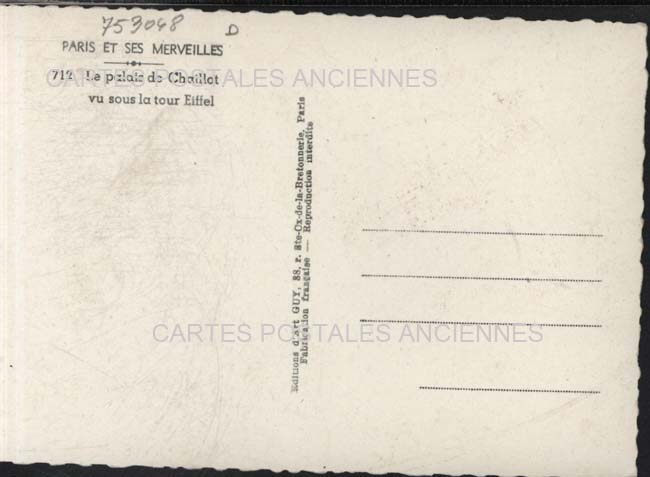 753048 D
PARIS ET SES MERVEILLES
712 Le palais de Chaillot
vu sous la tour Eiffel
CARTES POSTALES ANCIENNES
Editions d'art GUY, 88, r. Ste-Cx-de-la-Bretonnerie, Paris
Fabrication française — Reproduction interdite
CARTES POSTALES ANCIENNES